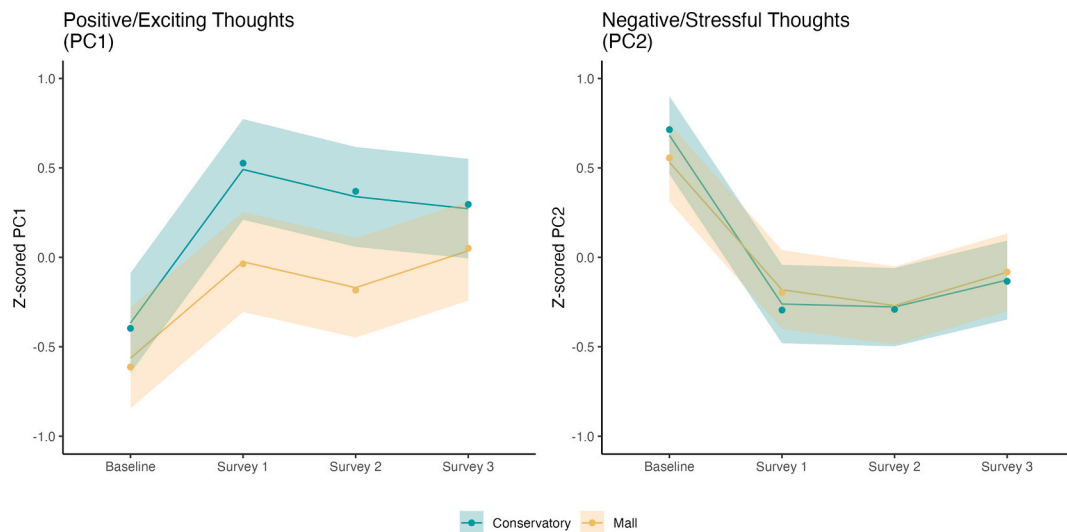 Positive/Exciting Thoughts
(PC1)
Z-scored PC1
1.0
0.5
0.0
-0.5
-1.0
Baseline
Survey 1
Survey 2
Survey 3
Negative/Stressful Thoughts
(PC2)
Z-scored PC2
1.0
0.5
0.0
-0.5
-1.0
Baseline
Survey 1
Survey 2
Survey 3
Conservatory
Mall